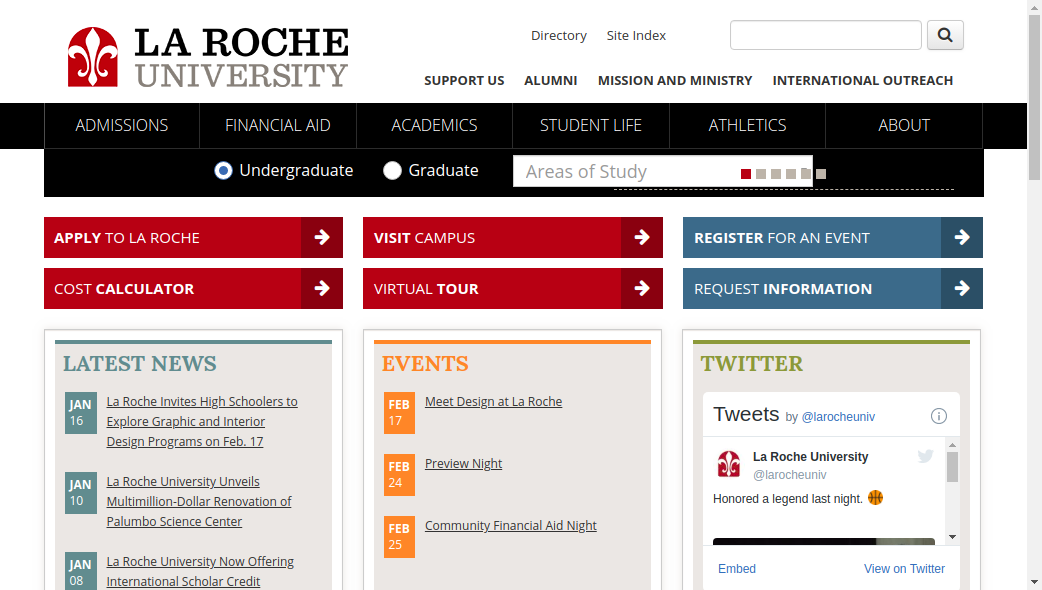 LA ROCHE
UNIVERSITY
Directory
Site Index
SUPPORT US
ALUMNI
MISSION AND MINISTRY
INTERNATIONAL OUTREACH
ADMISSIONS
FINANCIAL AID
ACADEMICS
STUDENT LIFE
ATHLETICS
ABOUT
Undergraduate
Graduate
Areas of Study
APPLY TO LA ROCHE
VISIT CAMPUS
REGISTER FOR AN EVENT
COST CALCULATOR
VIRTUAL TOUR
REQUEST INFORMATION
LATEST NEWS
JAN
16
La Roche Invites High Schoolers to
Explore Graphic and Interior
Design Programs on Feb. 17
JAN
10
La Roche University Unveils
Multimillion-Dollar Renovation of
Palumbo Science Center
JAN
08
La Roche University Now Offering
International Scholar Credit
EVENTS
FEB
17
Meet Design at La Roche
FEB
24
Preview Night
FEB
25
Community Financial Aid Night
TWITTER
Tweets by @larocheuniv
La Roche University
@larocheuniv
Honored a legend last night.
Embed
View on Twitter